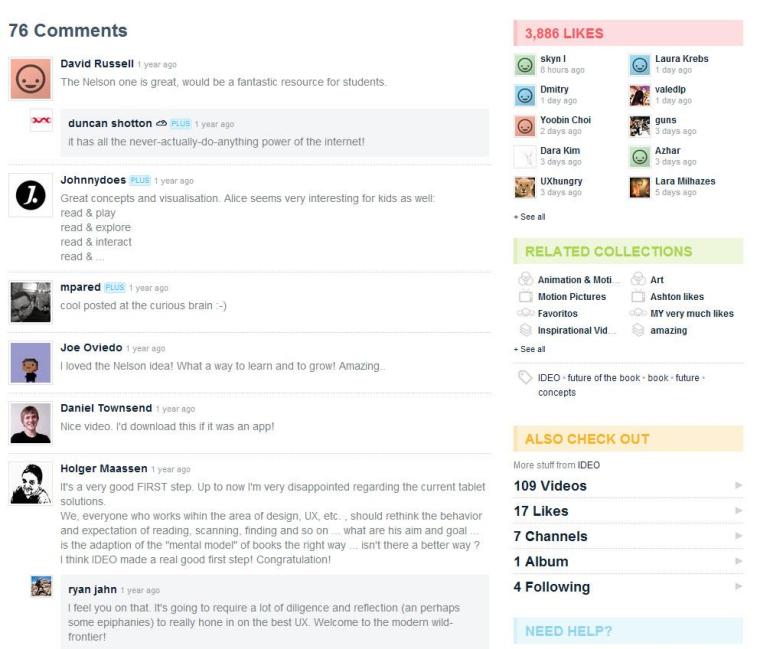 76 Comments
David Russell 1 year ago
The Nelson one is great, would be a fantastic resource for students.
duncan shotton PLUS 1 year ago
it has all the never-actually-do-anything power of the internet!
Johnnydoes PLUS 1 year ago
J.
Great concepts and visualisation. Alice seems very interesting for kids as well:
read & play
read & explore
read & interact
read & ...
mpared PLUS 1 year ago
cool posted at the curious brain :-)
Joe Oviedo 1 year ago
I loved the Nelson idea! What a way to learn and to grow! Amazing..
Daniel Townsend 1 year ago
Nice video. I'd download this if it was an app!
Holger Maassen 1 year ago
It's a very good FIRST step. Up to now I'm very disappointed regarding the current tablet
solutions.
We, everyone who works wihin the area of design, UX, etc. , should rethink the behavior
and expectation of reading, scanning, finding and so on ... what are his aim and goal ...
is the adaption of the "mental model" of books the right way ... isn't there a better way ?
I think IDEO made a real good first step! Congratulation!
ryan jahn 1 year ago
I feel you on that. It's going to require a lot of diligence and reflection (an perhaps
some epiphanies) to really hone in on the best UX. Welcome to the modern wild-
frontier!
3,886 LIKES
skyn l
8 hours ago
Laura Krebs
1 day ago
Dmitry
1 day ago
valedlp
1 day ago
Yoobin Choi
2 days ago
guns
3 days ago
Dara Kim
3 days ago
Azhar
3 days ago
UXhungry
3 days ago
Lara Milhazes
5 days ago
+ See all
RELATED COLLECTIONS
Animation & Moti...
Art
Motion Pictures
Ashton likes
Favoritos
MY very much likes
Inspirational Vid...
amazing
+ See all
IDEO • future of the book • book • future •
concepts
ALSO CHECK OUT
More stuff from IDEO
109 Videos
17 Likes
7 Channels
1 Album
4 Following
NEED HELP?